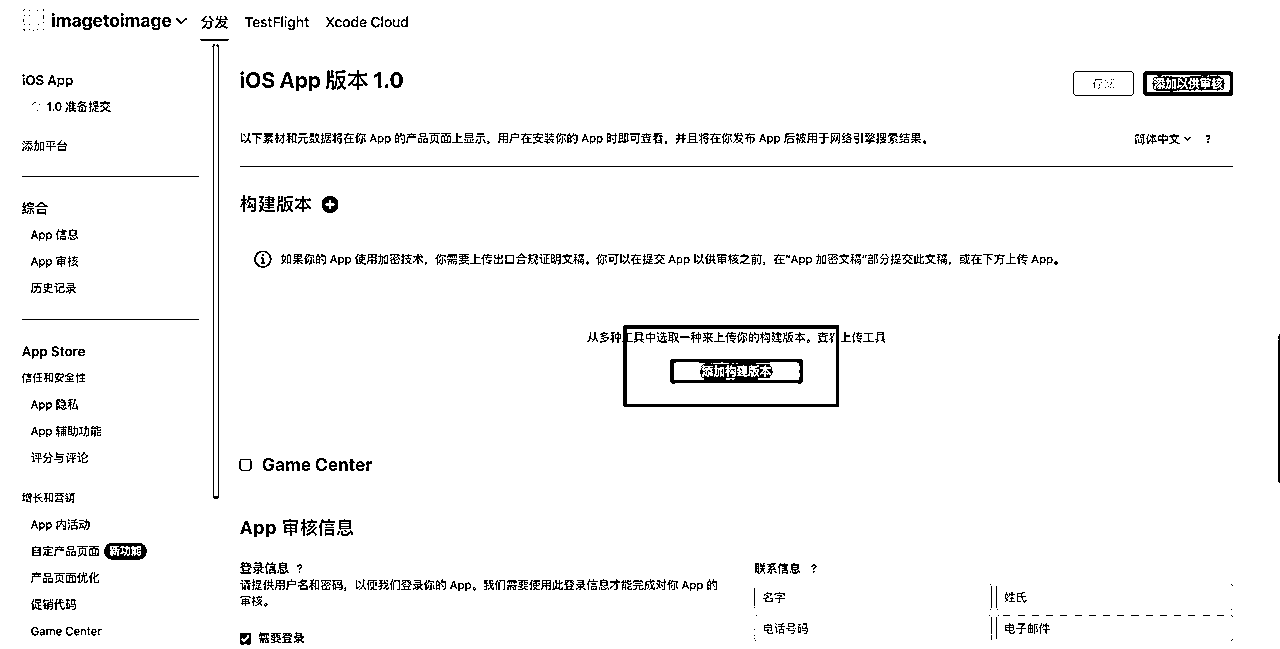 imagetoimage 分发 TestFlight Xcode Cloud
iOS App
1.0 准备提交
添加平台
综合
App 信息
App 审核
历史记录
App Store
信任和安全性
App 隐私
App 辅助功能
评分与评论
增长和营销
App 内活动
自定产品页面 新功能
产品页面优化
促销代码
Game Center
iOS App 版本 1.0
存储 添加以供审核
以下素材和元数据将在你 App 的产品页面上显示，用户在安装你的 App 时即可查看，并且将在你发布 App 后被用于网络引擎搜索结果。
简体中文 ?
构建版本
如果你的 App 使用加密技术，你需要上传出口合规证明文稿。你可以在提交 App 以供审核之前，在“App 加密文稿”部分提交此文稿，或在下方上传 App。
从多种工具中选取一种来上传你的构建版本。查看上传工具
添加构建版本
Game Center
App 审核信息
登录信息 ?
请提供用户名和密码，以便我们登录你的 App。我们需要使用此登录信息才能完成对你 App 的
审核。
需要登录
联系信息 ?
名字 姓氏
电话号码 电子邮件